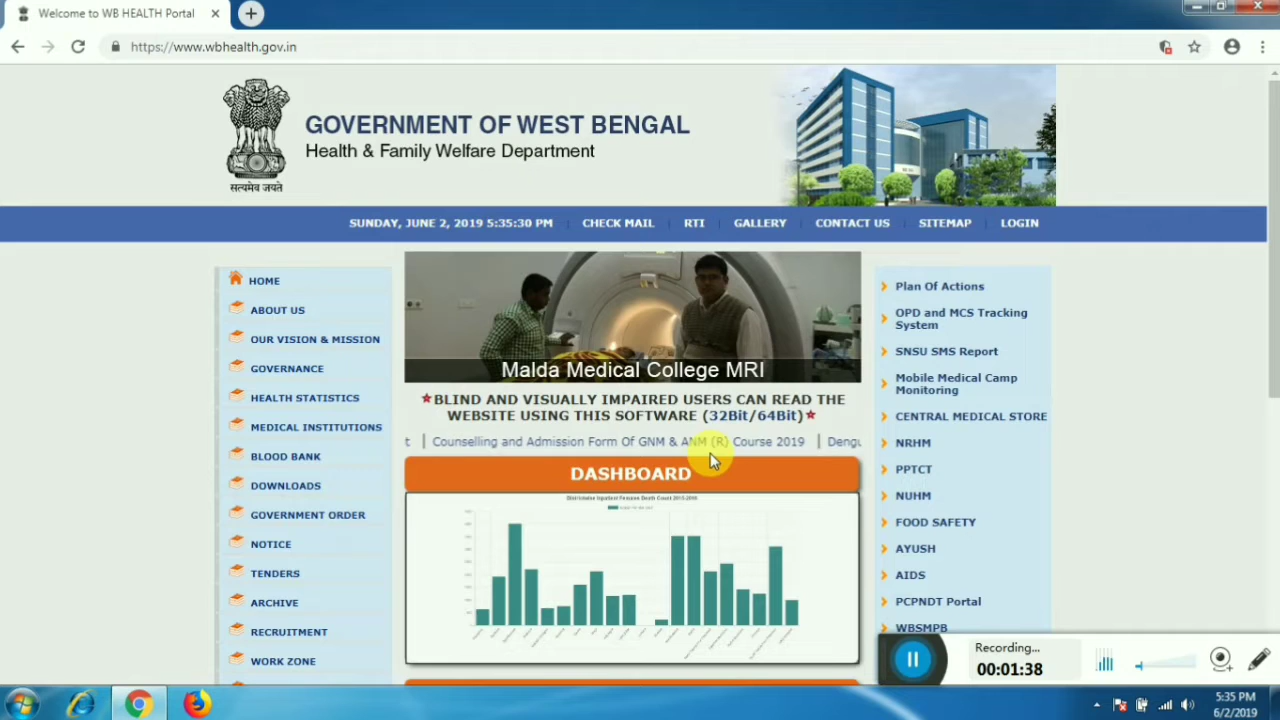 Welcome to WB HEALTH Portal
https://www.wbhealth.gov.in
सत्यमेव जयते
GOVERNMENT OF WEST BENGAL
Health & Family Welfare Department
SUNDAY, JUNE 2, 2019 5:35:30 PM CHECK MAIL RTI GALLERY CONTACT US SITEMAP LOGIN
HOME
ABOUT US
OUR VISION & MISSION
GOVERNANCE
HEALTH STATISTICS
MEDICAL INSTITUTIONS
BLOOD BANK
DOWNLOADS
GOVERNMENT ORDER
NOTICE
TENDERS
ARCHIVE
RECRUITMENT
WORK ZONE
Malda Medical College MRI
★BLIND AND VISUALLY IMPAIRED USERS CAN READ THE
WEBSITE USING THIS SOFTWARE (32Bit/64Bit)★
t | Counselling and Admission Form Of GNM & ANM (R) Course 2019 | Dengu
DASHBOARD
Plan Of Actions
OPD and MCS Tracking
System
SNSU SMS Report
Mobile Medical Camp
Monitoring
CENTRAL MEDICAL STORE
NRHM
PPTCT
NUHM
FOOD SAFETY
AYUSH
AIDS
PCPNDT Portal
WBSMPB
Recording...
00:01:38
5:35 PM
6/2/2019